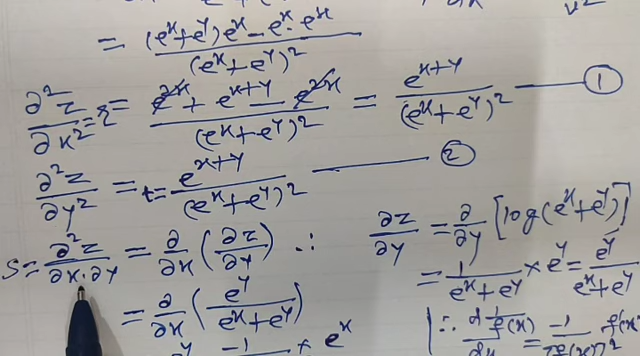 = (eˣ+eʸ)eˣ - eˣ·eˣ / (eˣ+eʸ)²
∂²z/∂x² = r = e²ˣ + eˣ⁺ʸ - e²ˣ / (eˣ+eʸ)² = eˣ⁺ʸ / (eˣ+eʸ)² —— ①
∂²z/∂y² = t = eˣ⁺ʸ / (eˣ+eʸ)² —— ②
S = ∂²z/∂x·∂y = ∂/∂x (∂z/∂y) ∴ ∂z/∂y = ∂/∂y [log(eˣ+eʸ)]
= 1/(eˣ+eʸ) × eʸ = eʸ/(eˣ+eʸ)
= ∂/∂x (eʸ/(eˣ+eʸ))